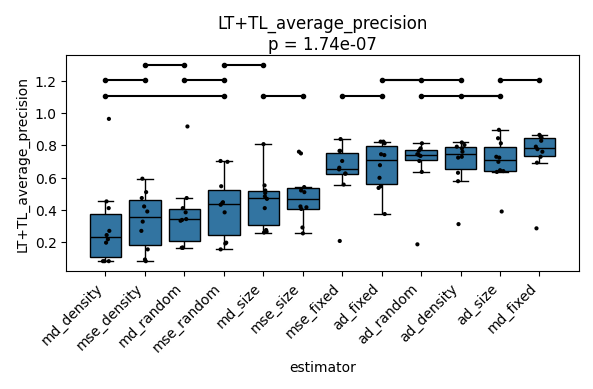 LT+TL_average_precision
p = 1.74e-07
LT+TL_average_precision
1.2
1.0
0.8
0.6
0.4
0.2
md_density
mse_density
md_random
mse_random
md_size
mse_size
mse_fixed
ad_fixed
ad_random
ad_density
ad_size
md_fixed
estimator